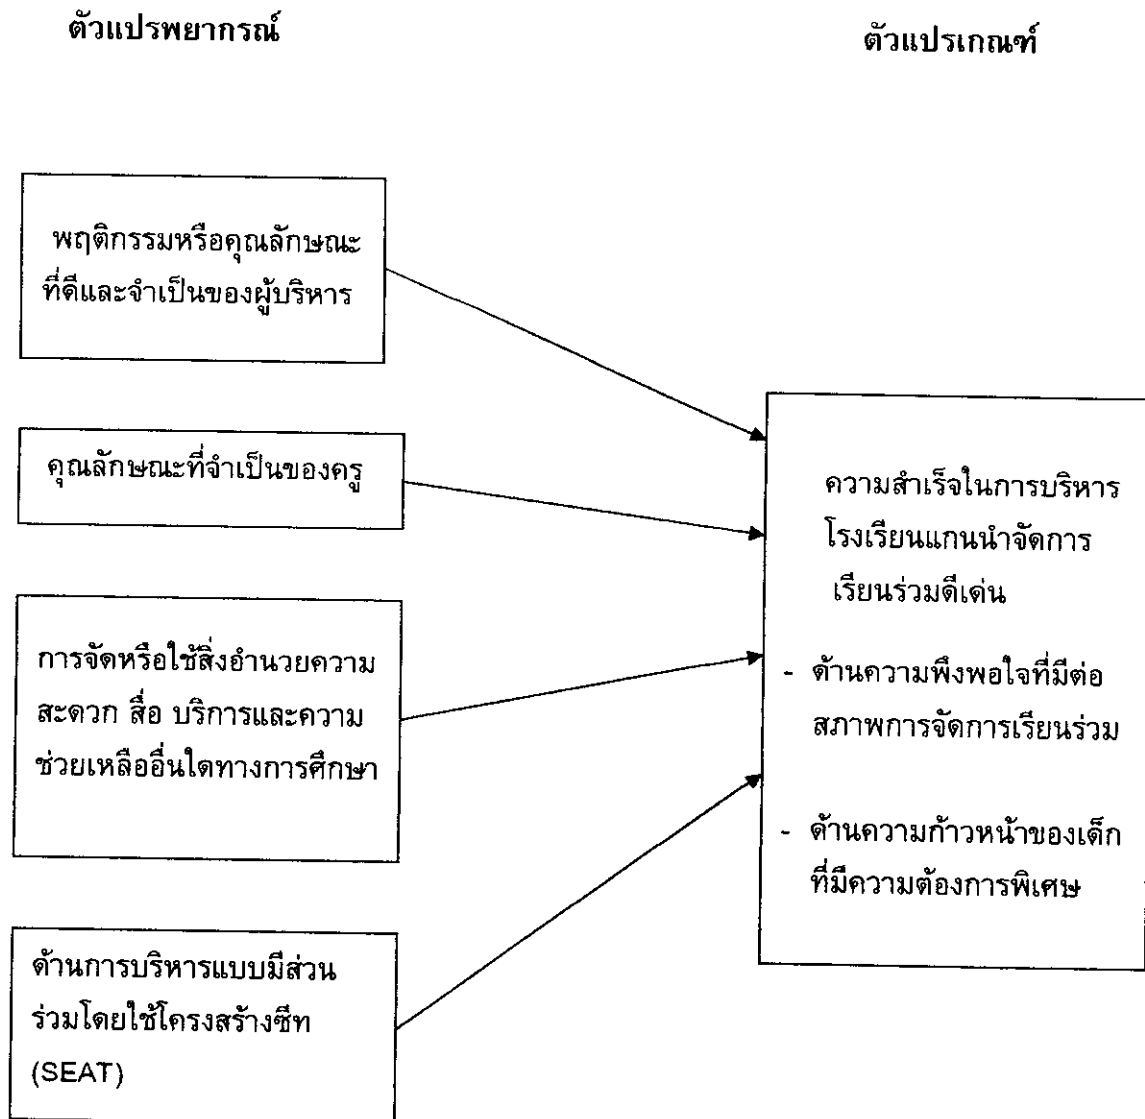 ตัวแปรพยากรณ์
ตัวแปรเกณฑ์
พฤติกรรมหรือคุณลักษณะ
ที่ดีและจำเป็นของผู้บริหาร
คุณลักษณะที่จำเป็นของครู
การจัดหรือใช้สิ่งอำนวยความ
สะดวก สื่อ บริการและความ
ช่วยเหลืออื่นใดทางการศึกษา
ด้านการบริหารแบบมีส่วน
ร่วมโดยใช้โครงสร้างซีท
(SEAT)
ความสำเร็จในการบริหาร
โรงเรียนแกนนำจัดการ
เรียนร่วมดีเด่น
- ด้านความพึงพอใจที่มีต่อ
สภาพการจัดการเรียนร่วม
- ด้านความก้าวหน้าของเด็ก
ที่มีความต้องการพิเศษ